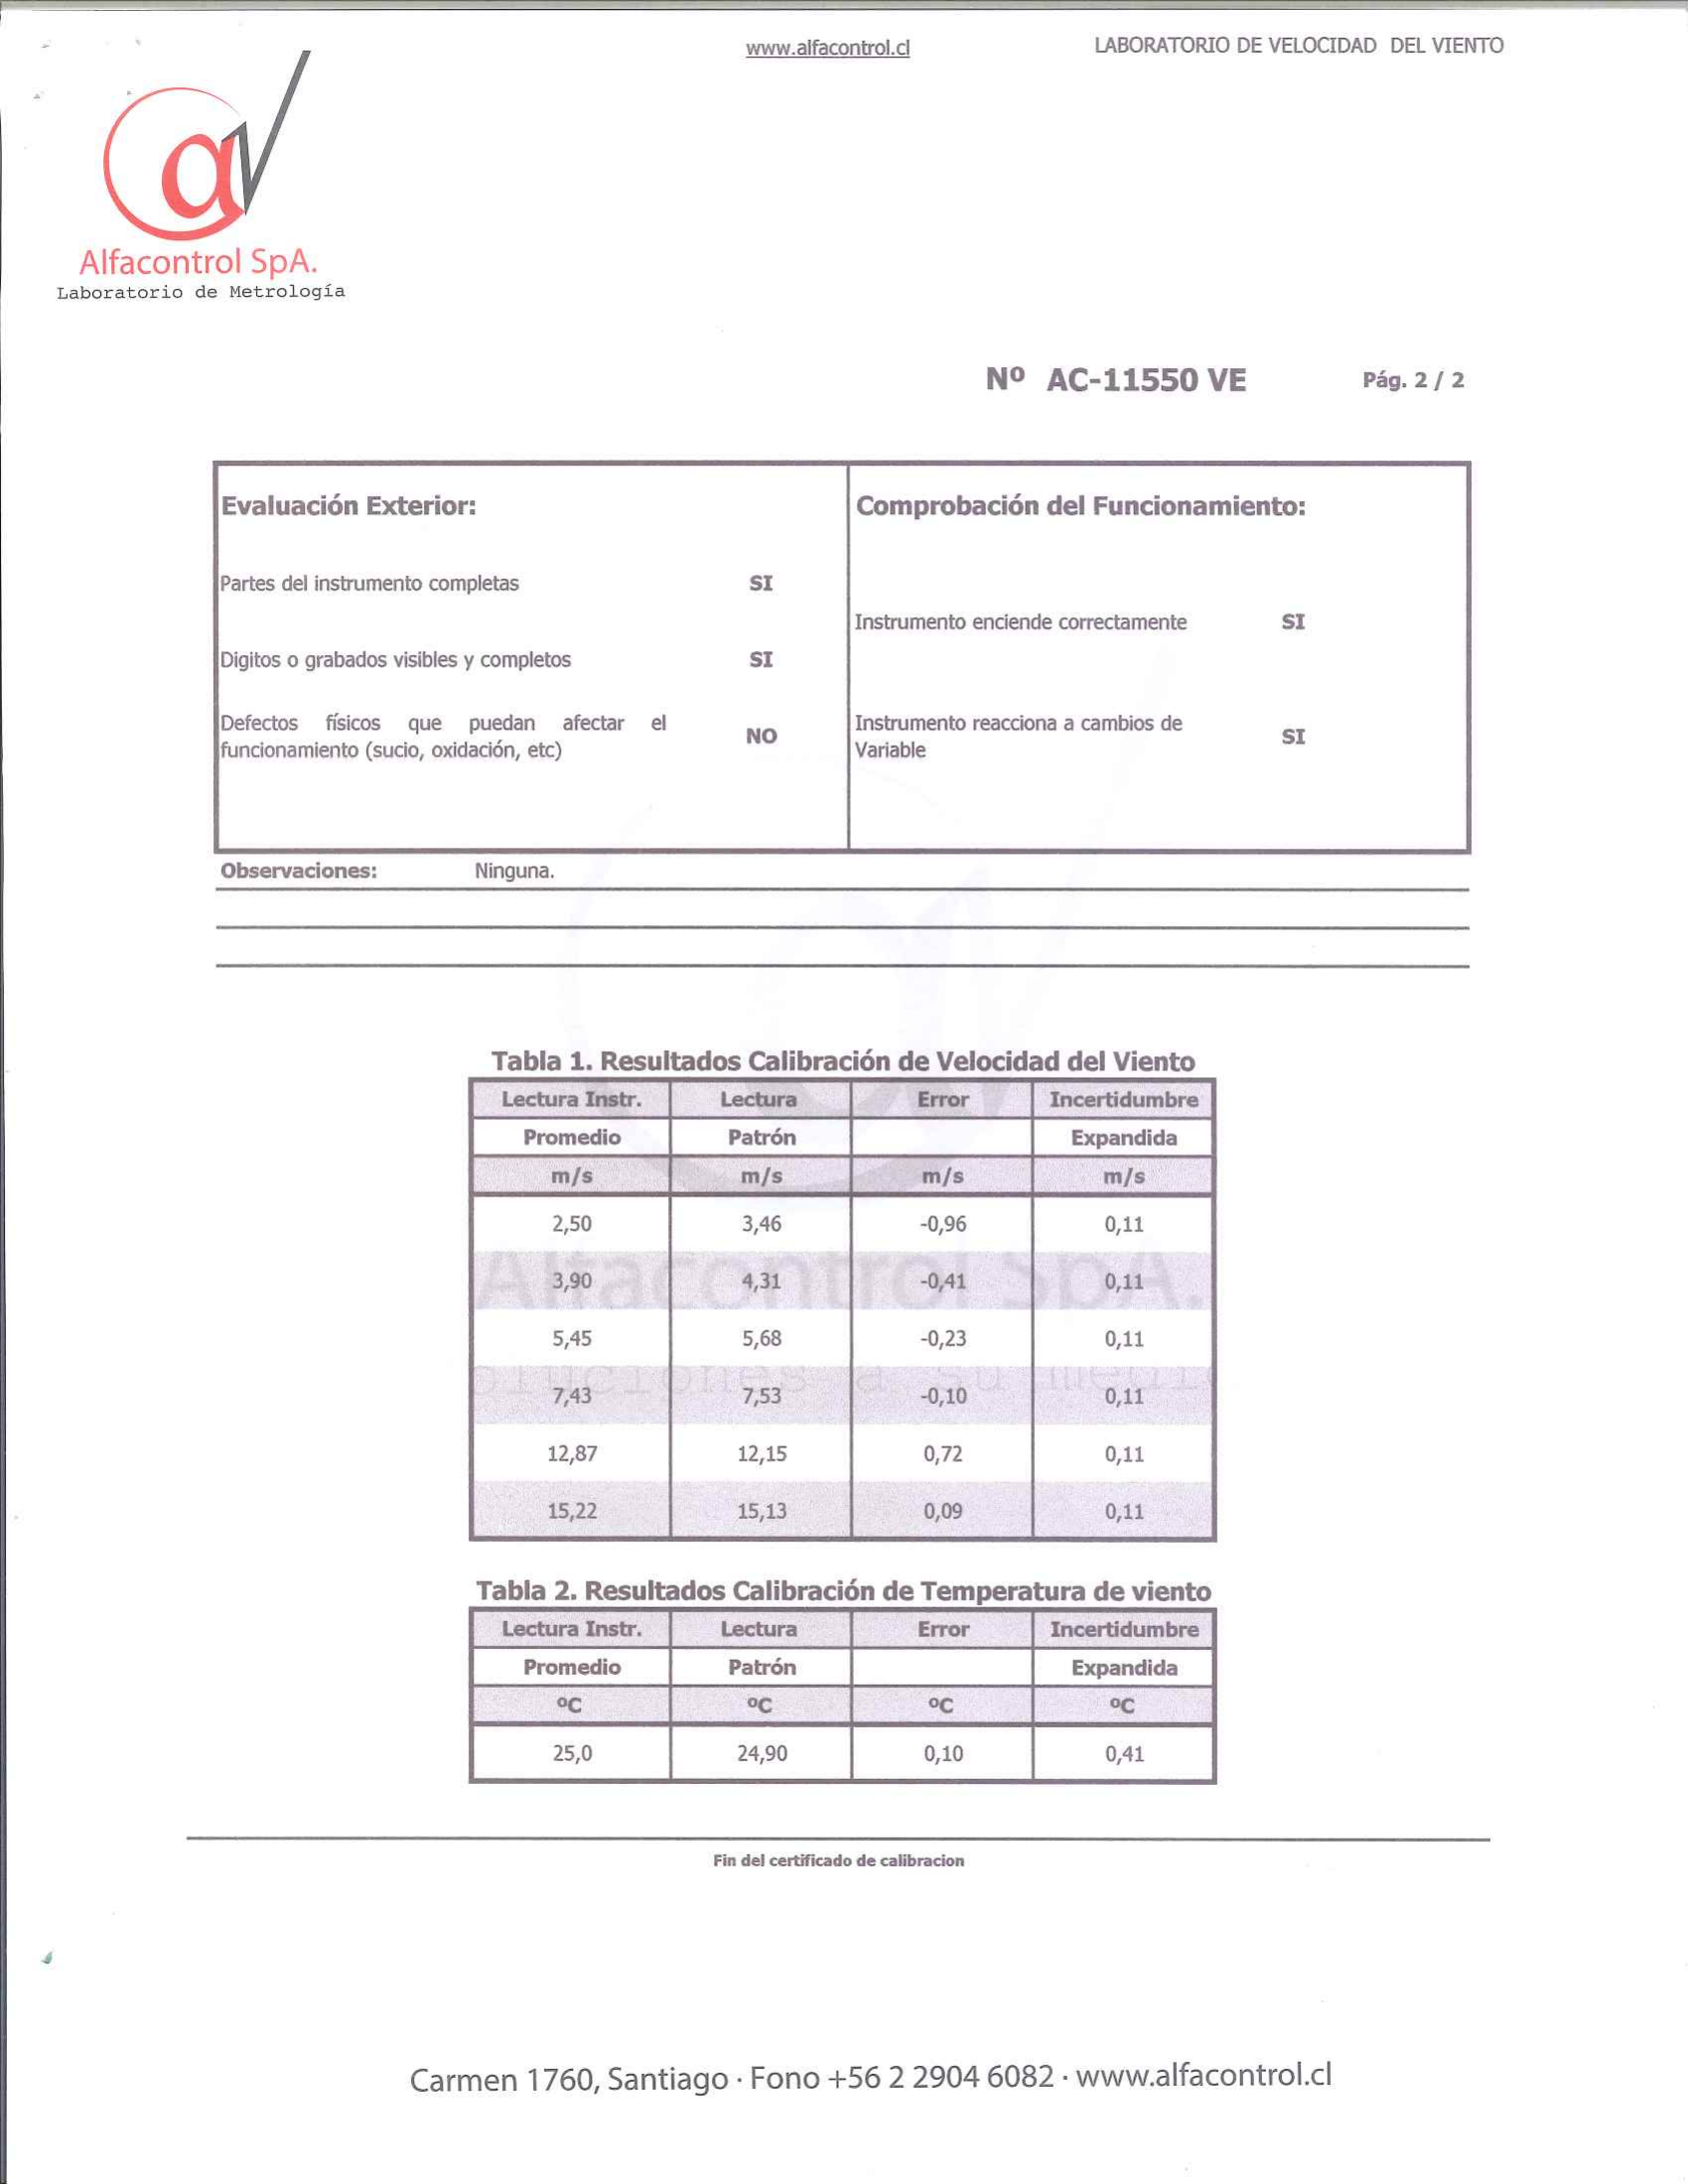 www.alfacontrol.cl LABORATORIO DE VELOCIDAD DEL VIENTO
a
Alfacontrol SpA.
Laboratorio de Metrología
Nº AC-11550 VE Pág. 2 / 2
Evaluación Exterior: Comprobación del Funcionamiento:
Partes del instrumento completas SI
Instrumento enciende correctamente SI
Digitos o grabados visibles y completos SI
Defectos físicos que puedan afectar el
funcionamiento (sucio, oxidación, etc) NO
Instrumento reacciona a cambios de
Variable SI
Observaciones: Ninguna.
Tabla 1. Resultados Calibración de Velocidad del Viento
Lectura Instr. Lectura Error Incertidumbre
Promedio Patrón Expandida
m/s m/s m/s m/s
2,50 3,46 -0,96 0,11
Alfacontrol SpA.
3,90 4,31 -0,41 0,11
5,45 5,68 -0,23 0,11
7,43 7,53 -0,10 0,11
12,87 12,15 0,72 0,11
15,22 15,13 0,09 0,11
Tabla 2. Resultados Calibración de Temperatura de viento
Lectura Instr. Lectura Error Incertidumbre
Promedio Patrón Expandida
ºC ºC ºC ºC
25,0 24,90 0,10 0,41
Fin del certificado de calibracion
Carmen 1760, Santiago · Fono +56 2 2904 6082 · www.alfacontrol.cl